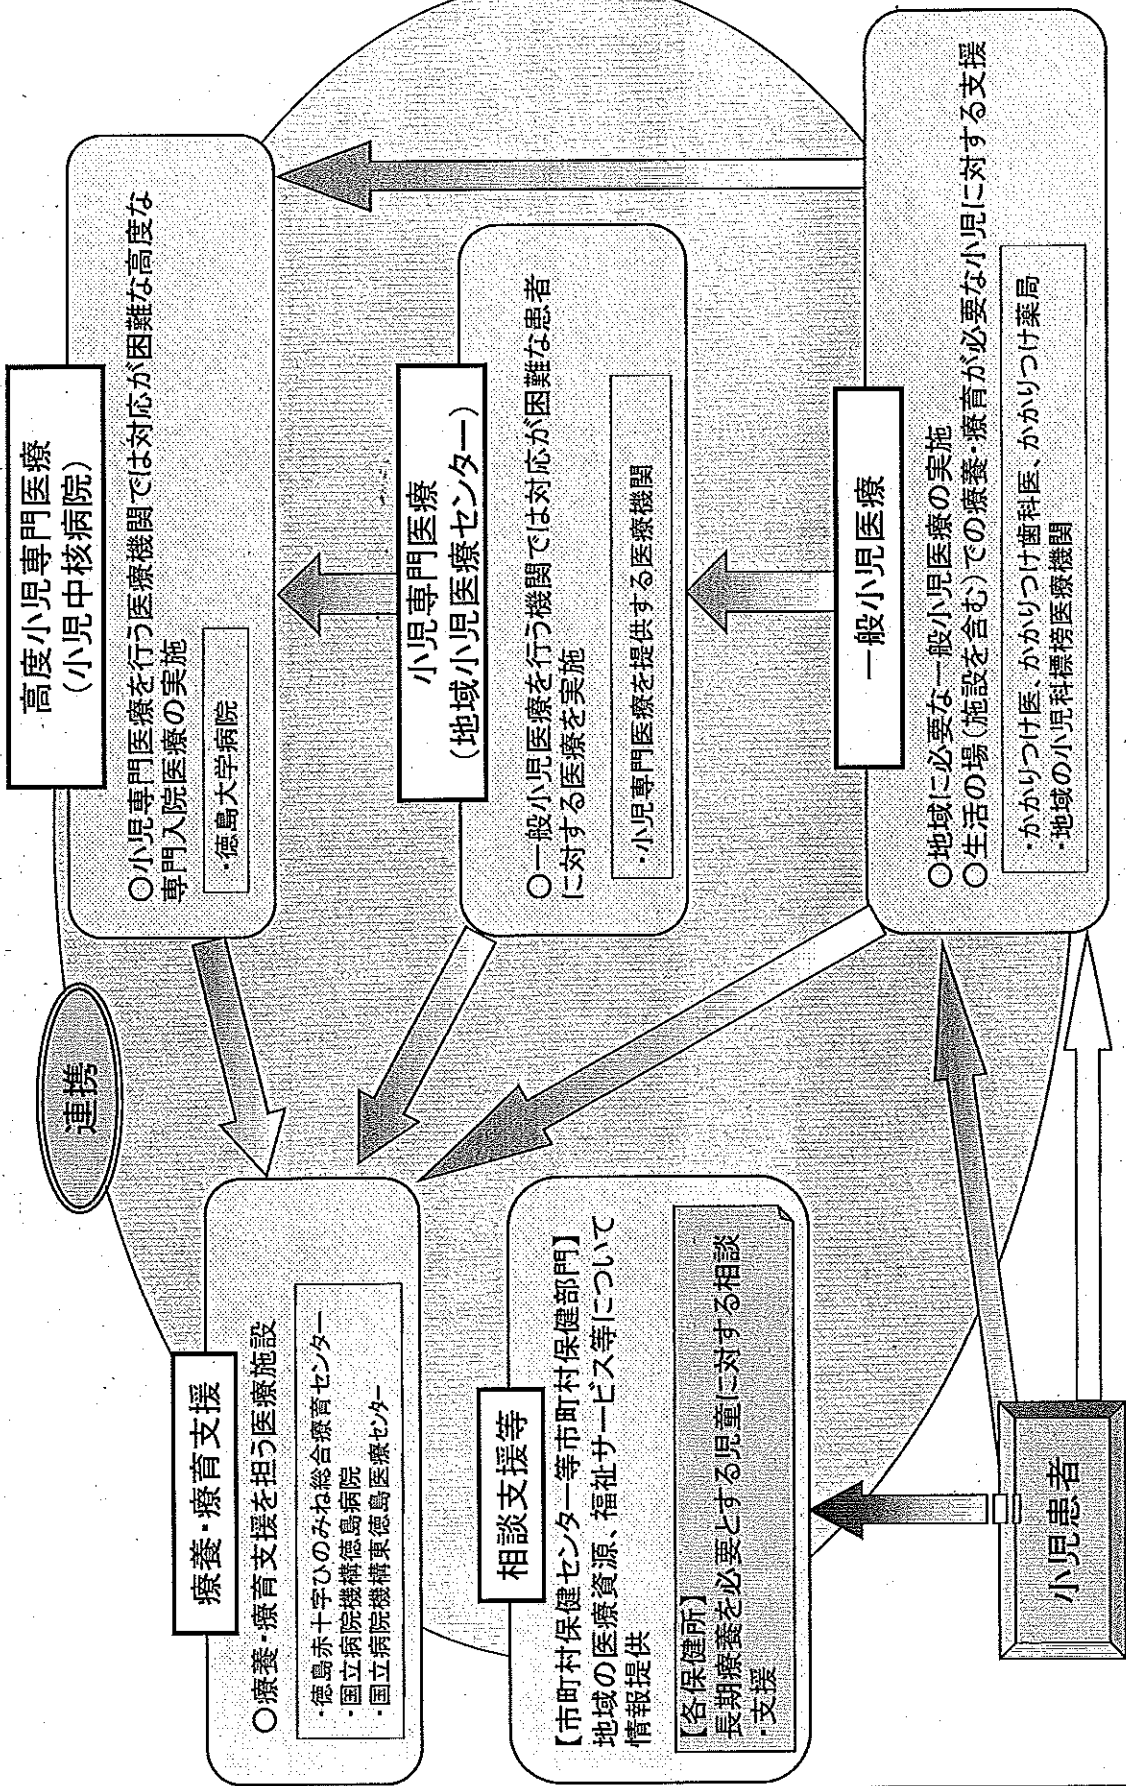 連携
高度小児専門医療
(小児中核病院)
○小児専門医療を行う医療機関では対応が困難な高度な
専門入院医療の実施
・徳島大学病院
小児専門医療
(地域小児医療センター)
○一般小児医療を行う機関では対応が困難な患者
に対する医療を実施
・小児専門医療を提供する医療機関
一般小児医療
○地域に必要な一般小児医療の実施
○生活の場(施設を含む)での療養・療育が必要な小児に対する支援
・かかりつけ医、かかりつけ歯科医、かかりつけ薬局
・地域の小児科標榜医療機関
療養・療育支援
○療養・療育支援を担う医療施設
・徳島赤十字ひのみね総合療育センター
・国立病院機構徳島病院
・国立病院機構東徳島医療センター
相談支援等
【市町村保健センター等市町村保健部門】
地域の医療資源、福祉サービス等について
情報提供
【各保健所】
長期療養を必要とする児童に対する相談
・支援
小児患者